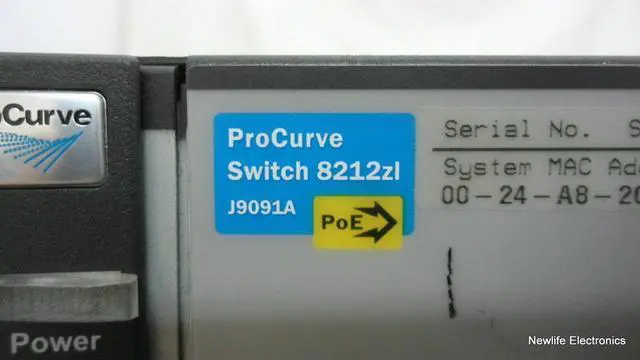 oCurve
ProCurve
Switch 8212zl
J9091A
PoE
Serial No. S
System MAC Ad
00-24-A8-20
Power
Newlife Electronics